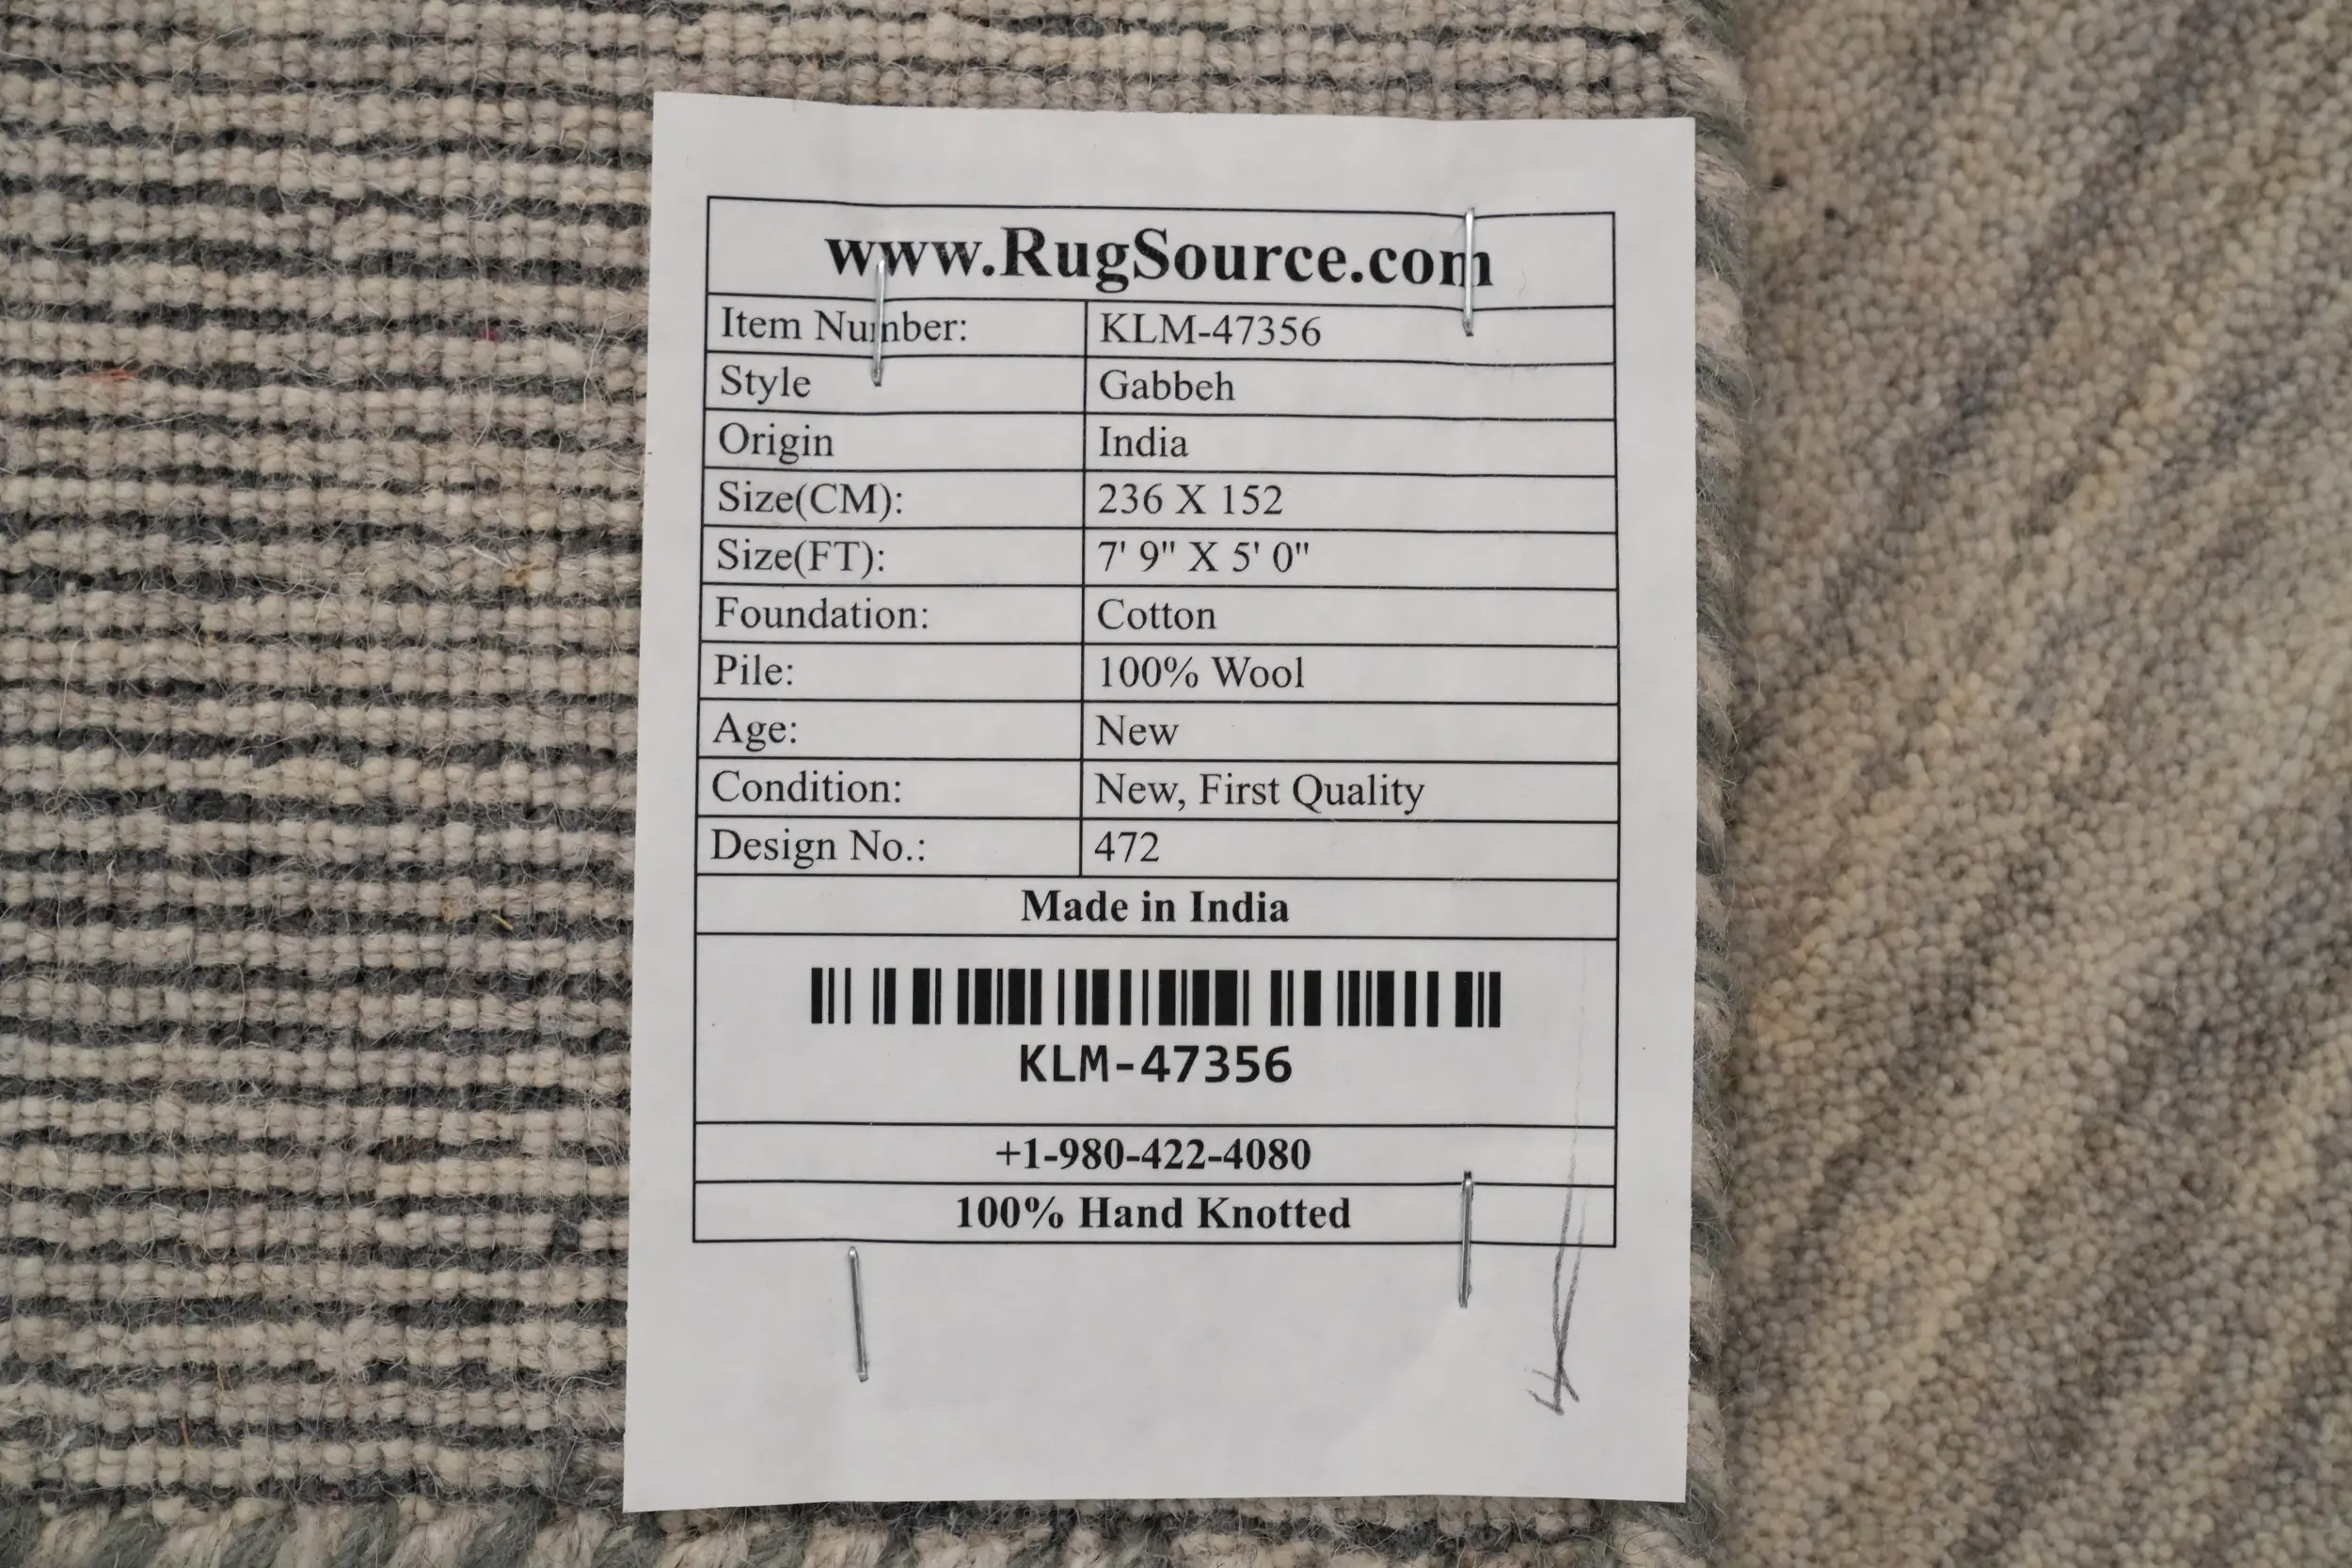 www.RugSource.com
Item Number: KLM-47356
Style Gabbeh
Origin India
Size(CM): 236 X 152
Size(FT): 7' 9" X 5' 0"
Foundation: Cotton
Pile: 100% Wool
Age: New
Condition: New, First Quality
Design No.: 472
Made in India
KLM-47356
+1-980-422-4080
100% Hand Knotted